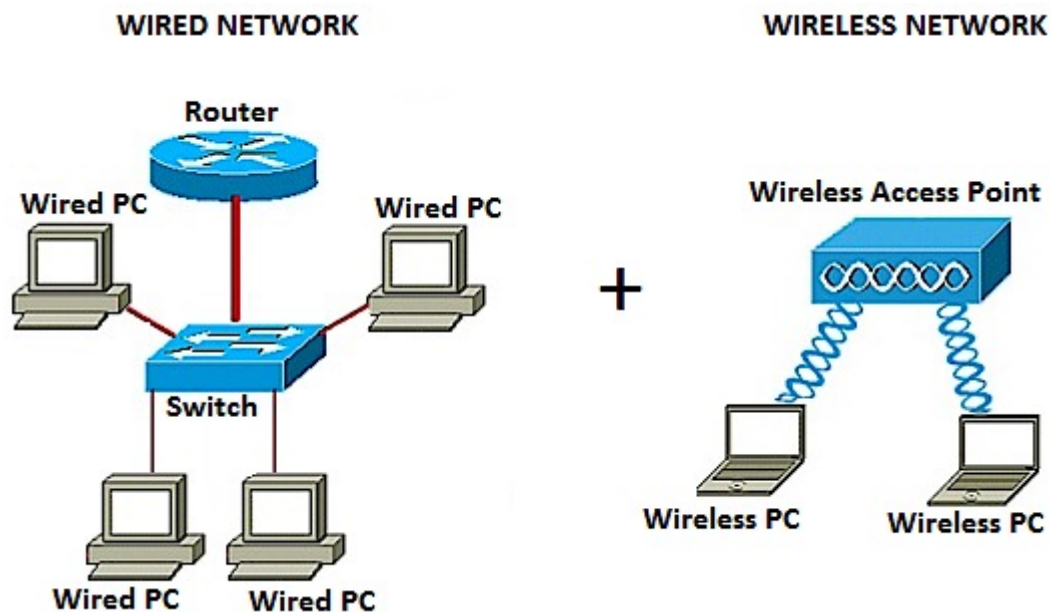 WIRED NETWORK
WIRELESS NETWORK
Router
Wired PC
Wired PC
Switch
Wired PC
Wired PC
+
Wireless Access Point
Wireless PC
Wireless PC